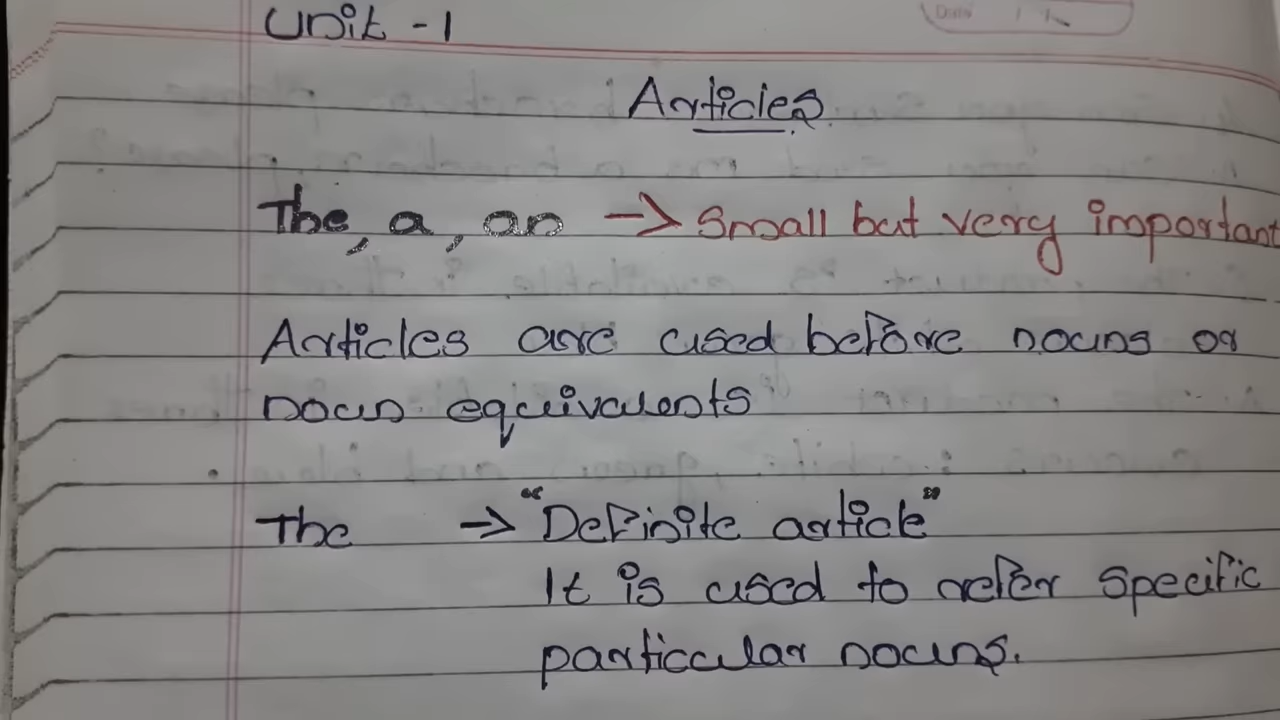 Unit - 1
Date
Articles
The, a, an -> Small but very important
Articles are used before nouns or
noun equivalents
The -> "Definite article"
It is used to refer specific
particular nouns.